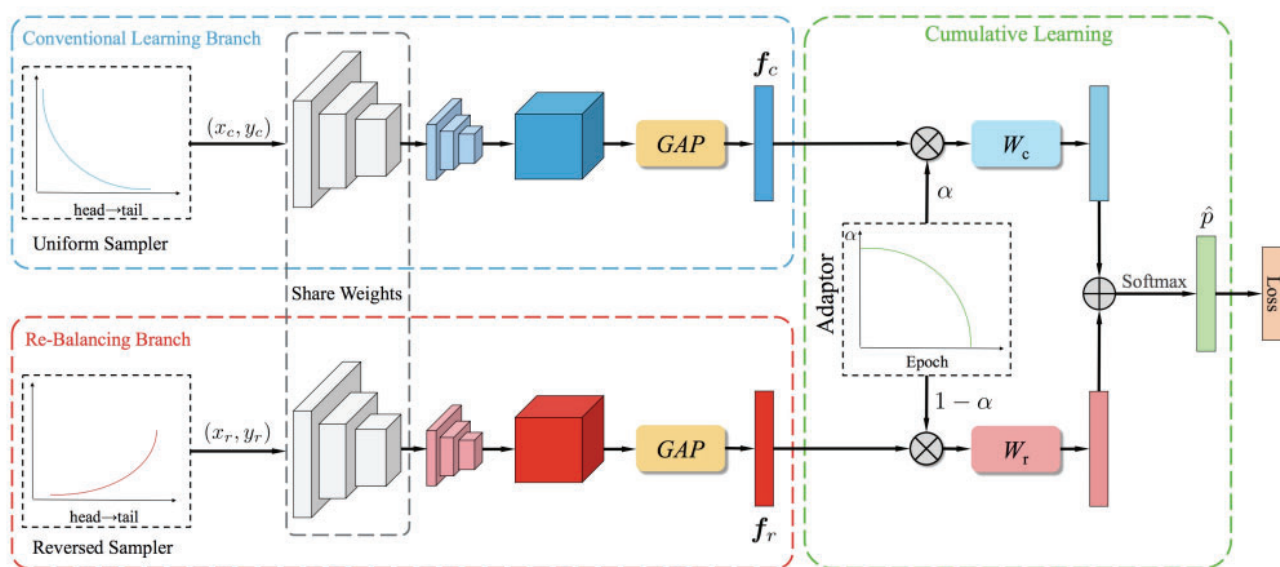 Conventional Learning Branch
(x_c, y_c)
head→tail
Uniform Sampler
GAP
f_c
Share Weights
Re-Balancing Branch
(x_r, y_r)
head→tail
Reversed Sampler
GAP
f_r
Cumulative Learning
W_c
α
Adaptor
α
Epoch
1 − α
W_r
Softmax
p̂
Loss